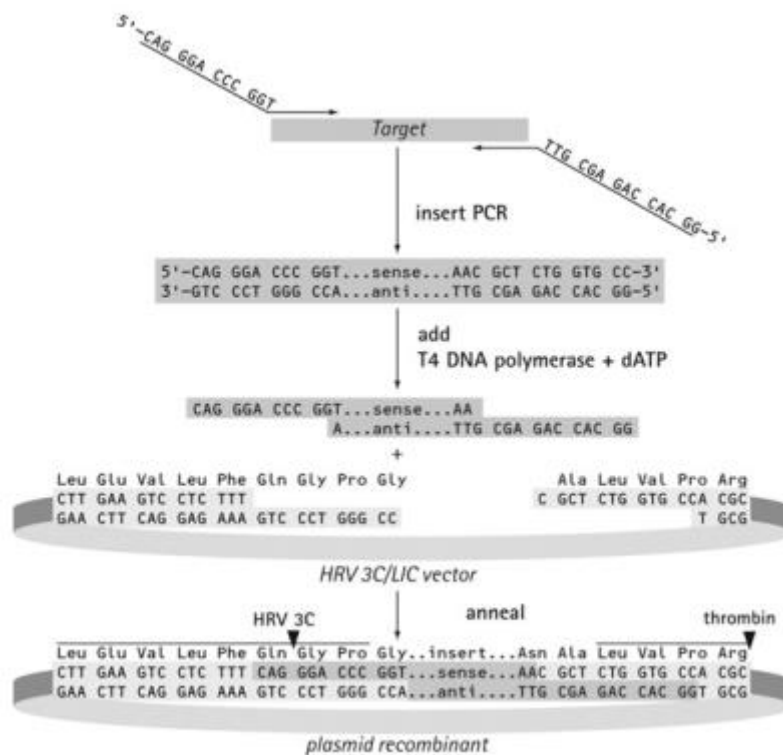 5'-CAG GGA CCC GGT
Target
TTG CGA GAC CAC GG-5'
insert PCR
5'-CAG GGA CCC GGT...sense...AAC GCT CTG GTG CC-3'
3'-GTC CCT GGG CCA...anti....TTG CGA GAC CAC GG-5'
add
T4 DNA polymerase + dATP
CAG GGA CCC GGT...sense...AA
A...anti....TTG CGA GAC CAC GG
+
Leu Glu Val Leu Phe Gln Gly Pro Gly Ala Leu Val Pro Arg
CTT GAA GTC CTC TTT C GCT CTG GTG CCA CGC
GAA CTT CAG GAG AAA GTC CCT GGG CC T GCG
HRV 3C/LIC vector
HRV 3C anneal thrombin
Leu Glu Val Leu Phe Gln Gly Pro Gly..insert...Asn Ala Leu Val Pro Arg
CTT GAA GTC CTC TTT CAG GGA CCC GGT...sense...AAC GCT CTG GTG CCA CGC
GAA CTT CAG GAG AAA GTC CCT GGG CCA...anti....TTG CGA GAC CAC GGT GCG
plasmid recombinant